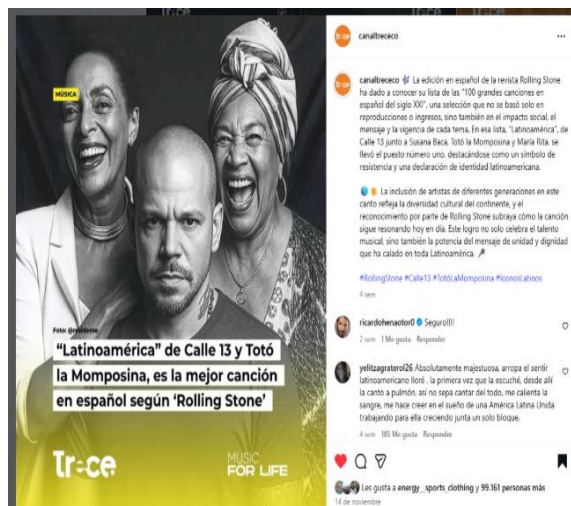 MÚSICA
Foto: @residente
“Latinoamérica” de Calle 13 y Totó
la Momposina, es la mejor canción
en español según ‘Rolling Stone’
Trece
MUSIC
FOR LIFE
canaltrececo
canaltrececo La edición en español de la revista Rolling Stone
ha dado a conocer su lista de las "100 grandes canciones en
español del siglo XXI", una selección que no se basó solo en
reproducciones o ingresos, sino también en el impacto social, el
mensaje y la vigencia de cada tema. En esa lista, "Latinoamérica", de
Calle 13 junto a Susana Baca, Totó la Momposina y María Rita, se
llevó el puesto número uno, destacándose como un símbolo de
resistencia y una declaración de identidad latinoamericana.
La inclusión de artistas de diferentes generaciones en este
canto refleja la diversidad cultural del continente, y el
reconocimiento por parte de Rolling Stone subraya cómo la canción
sigue resonando hoy en día. Este logro no solo celebra el talento
musical, sino también la potencia del mensaje de unidad y dignidad
que ha calado en toda Latinoamérica.
#RollingStone #Calle13 #TotóLaMomposina #IconosLatinos
4 sem
ricardohenaotor0 Seguro!!!!
2 sem 1 Me gusta Responder
yelitzagraterol26 Absolutamente majestuosa, arropa el sentir
latinoamericano lloré , la primera vez que la escuché, desde allí
la canto a pulmón, así no sepa cantar del todo, me calienta la
sangre, me hace creer en el sueño de una América Latina Unida
trabajando para ella creciendo junta un solo bloque.
4 sem 185 Me gusta Responder
Les gusta a energy_sports_clothing y 99.161 personas más
14 de noviembre